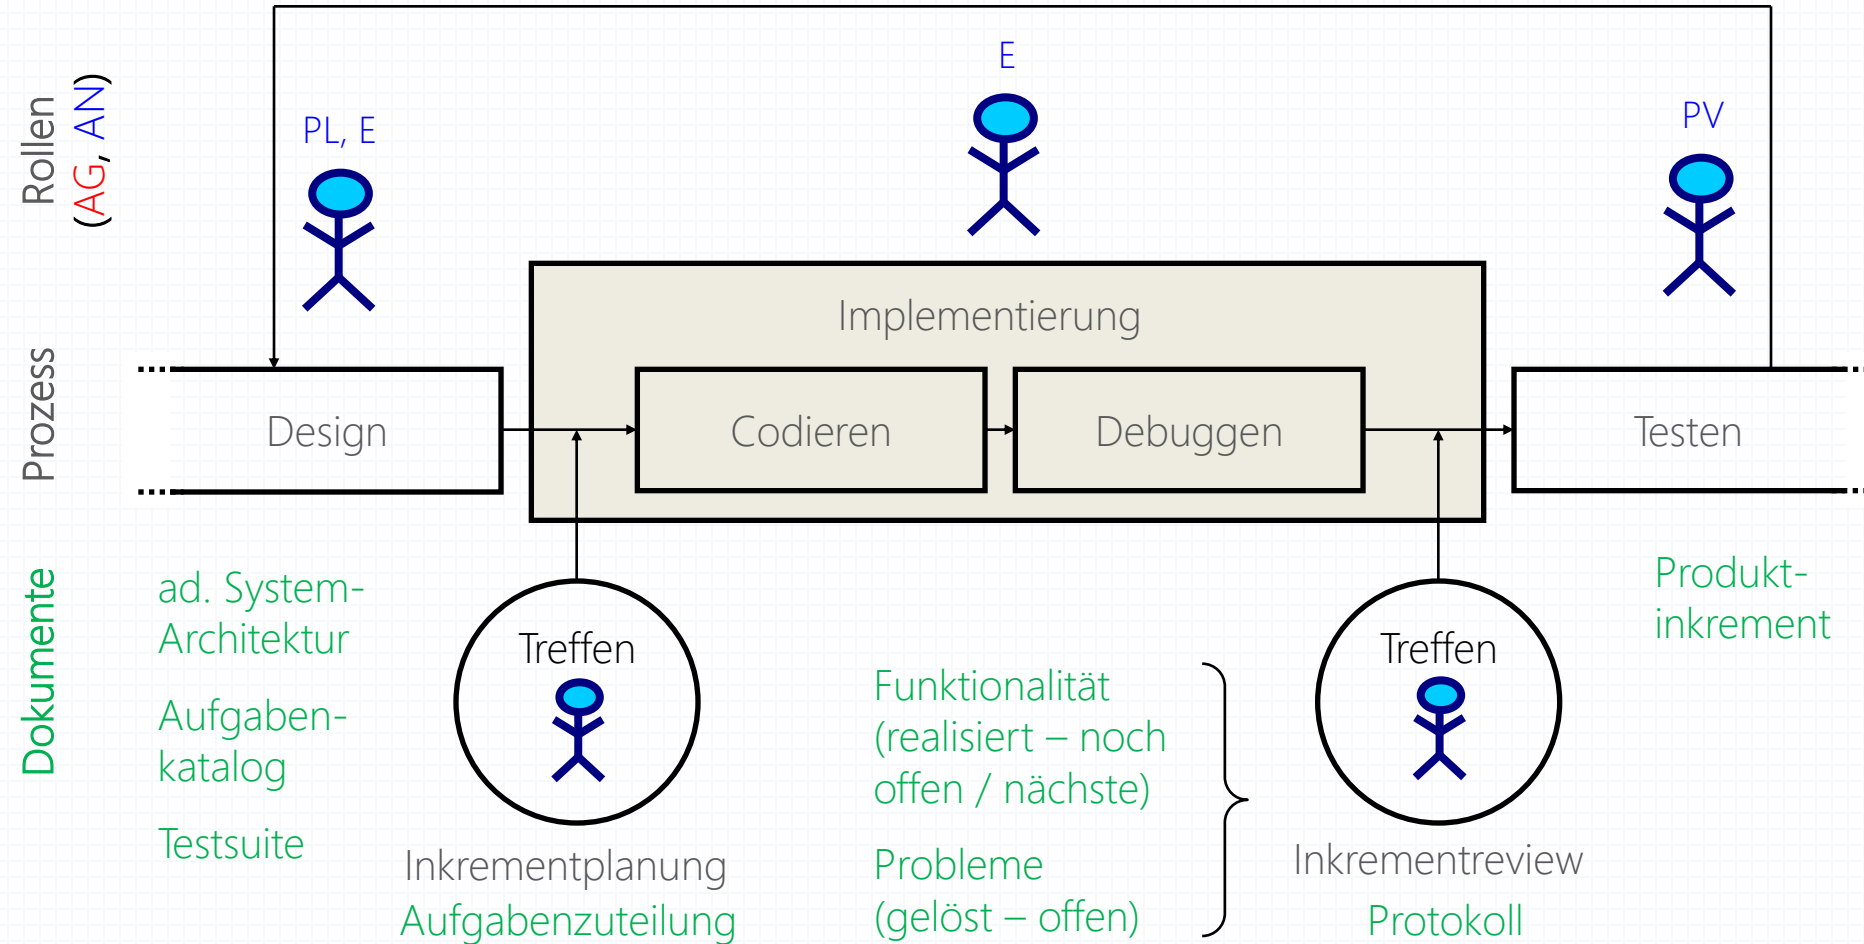 Rollen
(AG, AN)
PL, E
E
PV
Prozess
Implementierung
Design
Codieren
Debuggen
Testen
Dokumente
ad. System-
Architektur
Aufgaben-
katalog
Testsuite
Treffen
Inkrementplanung
Aufgabenzuteilung
Funktionalität
(realisiert – noch
offen / nächste)
Probleme
(gelöst – offen)
Treffen
Inkrementreview
Protokoll
Produkt-
inkrement